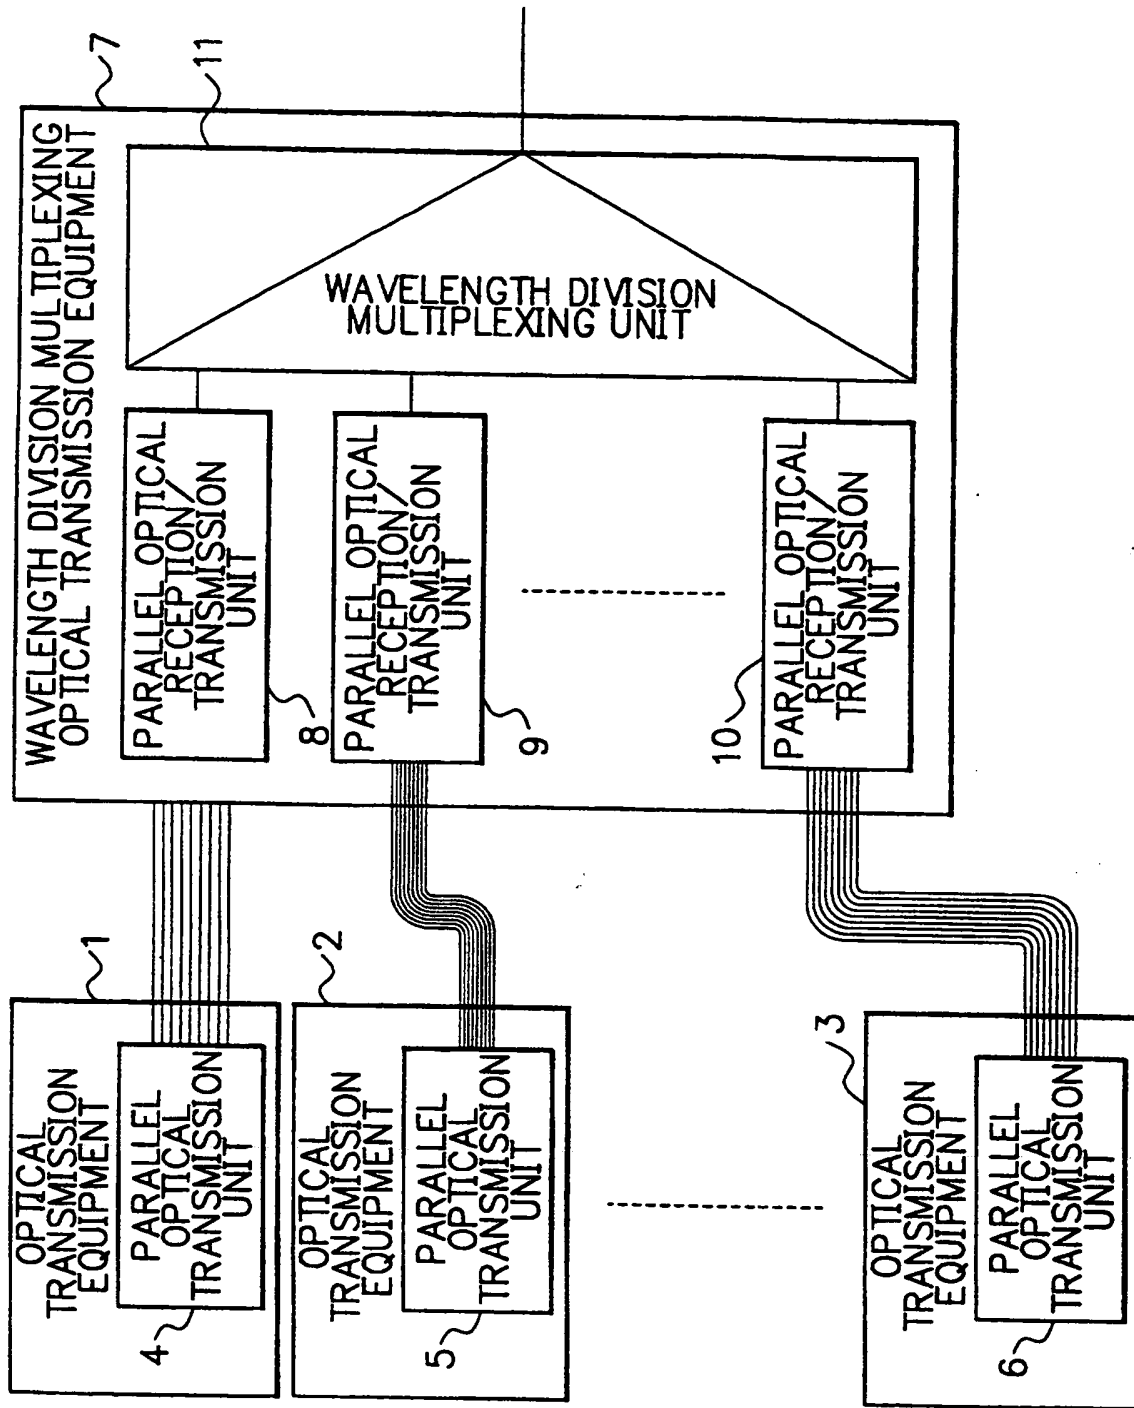 WAVELENGTH DIVISION MULTIPLEXING
OPTICAL TRANSMISSION EQUIPMENT
7
11
WAVELENGTH DIVISION
MULTIPLEXING UNIT
PARALLEL OPTICAL
RECEPTION/
TRANSMISSION
UNIT
8
PARALLEL OPTICAL
RECEPTION/
TRANSMISSION
UNIT
9
PARALLEL OPTICAL
RECEPTION/
TRANSMISSION
UNIT
10
OPTICAL
TRANSMISSION
EQUIPMENT
1
PARALLEL
OPTICAL
TRANSMISSION
UNIT
4
OPTICAL
TRANSMISSION
EQUIPMENT
2
PARALLEL
OPTICAL
TRANSMISSION
UNIT
5
OPTICAL
TRANSMISSION
EQUIPMENT
3
PARALLEL
OPTICAL
TRANSMISSION
UNIT
6